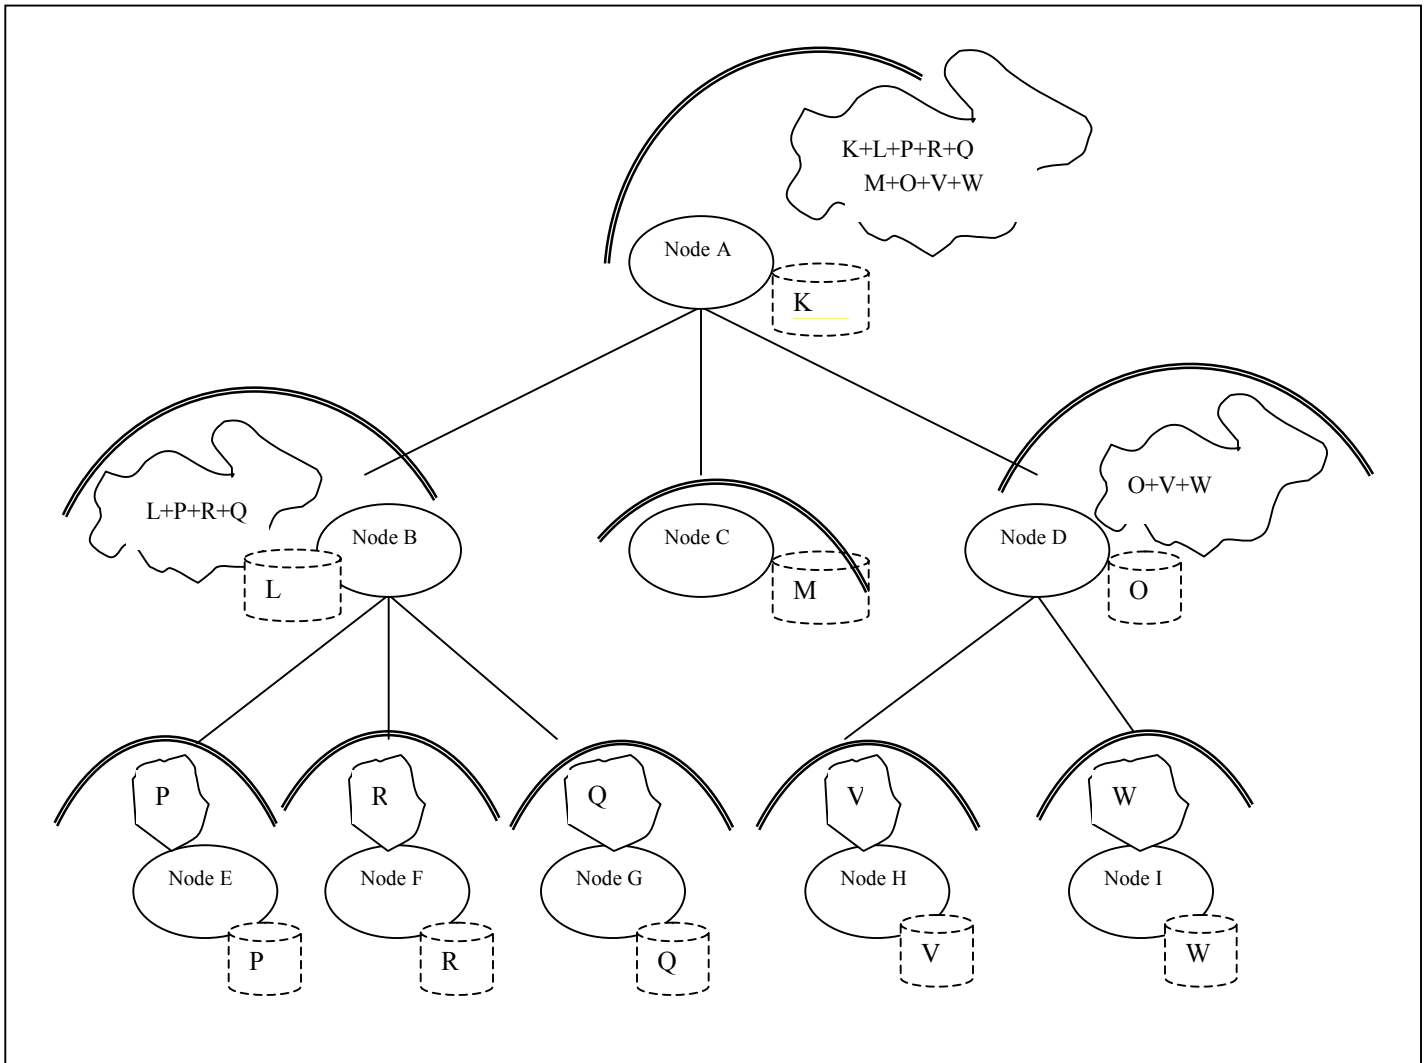 K+L+P+R+Q
M+O+V+W
Node A
K
L+P+R+Q
Node B
L
Node C
M
O+V+W
Node D
O
P
R
Q
V
W
Node E
Node F
Node G
Node H
Node I
P
R
Q
V
W